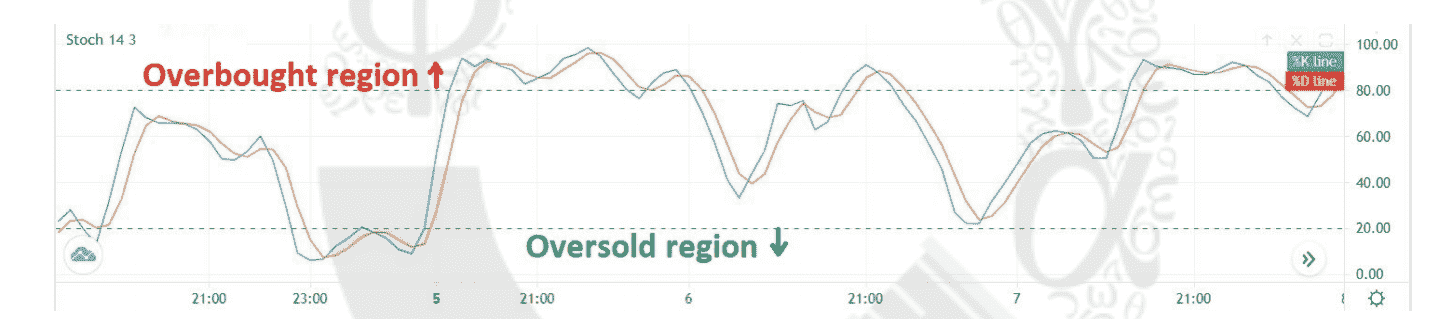 Stoch 14 3
Overbought region ↑
Oversold region ↓
%K line
%D line
100.00
80.00
60.00
40.00
20.00
0.00
21:00 23:00 5 21:00 6 21:00 7 21:00